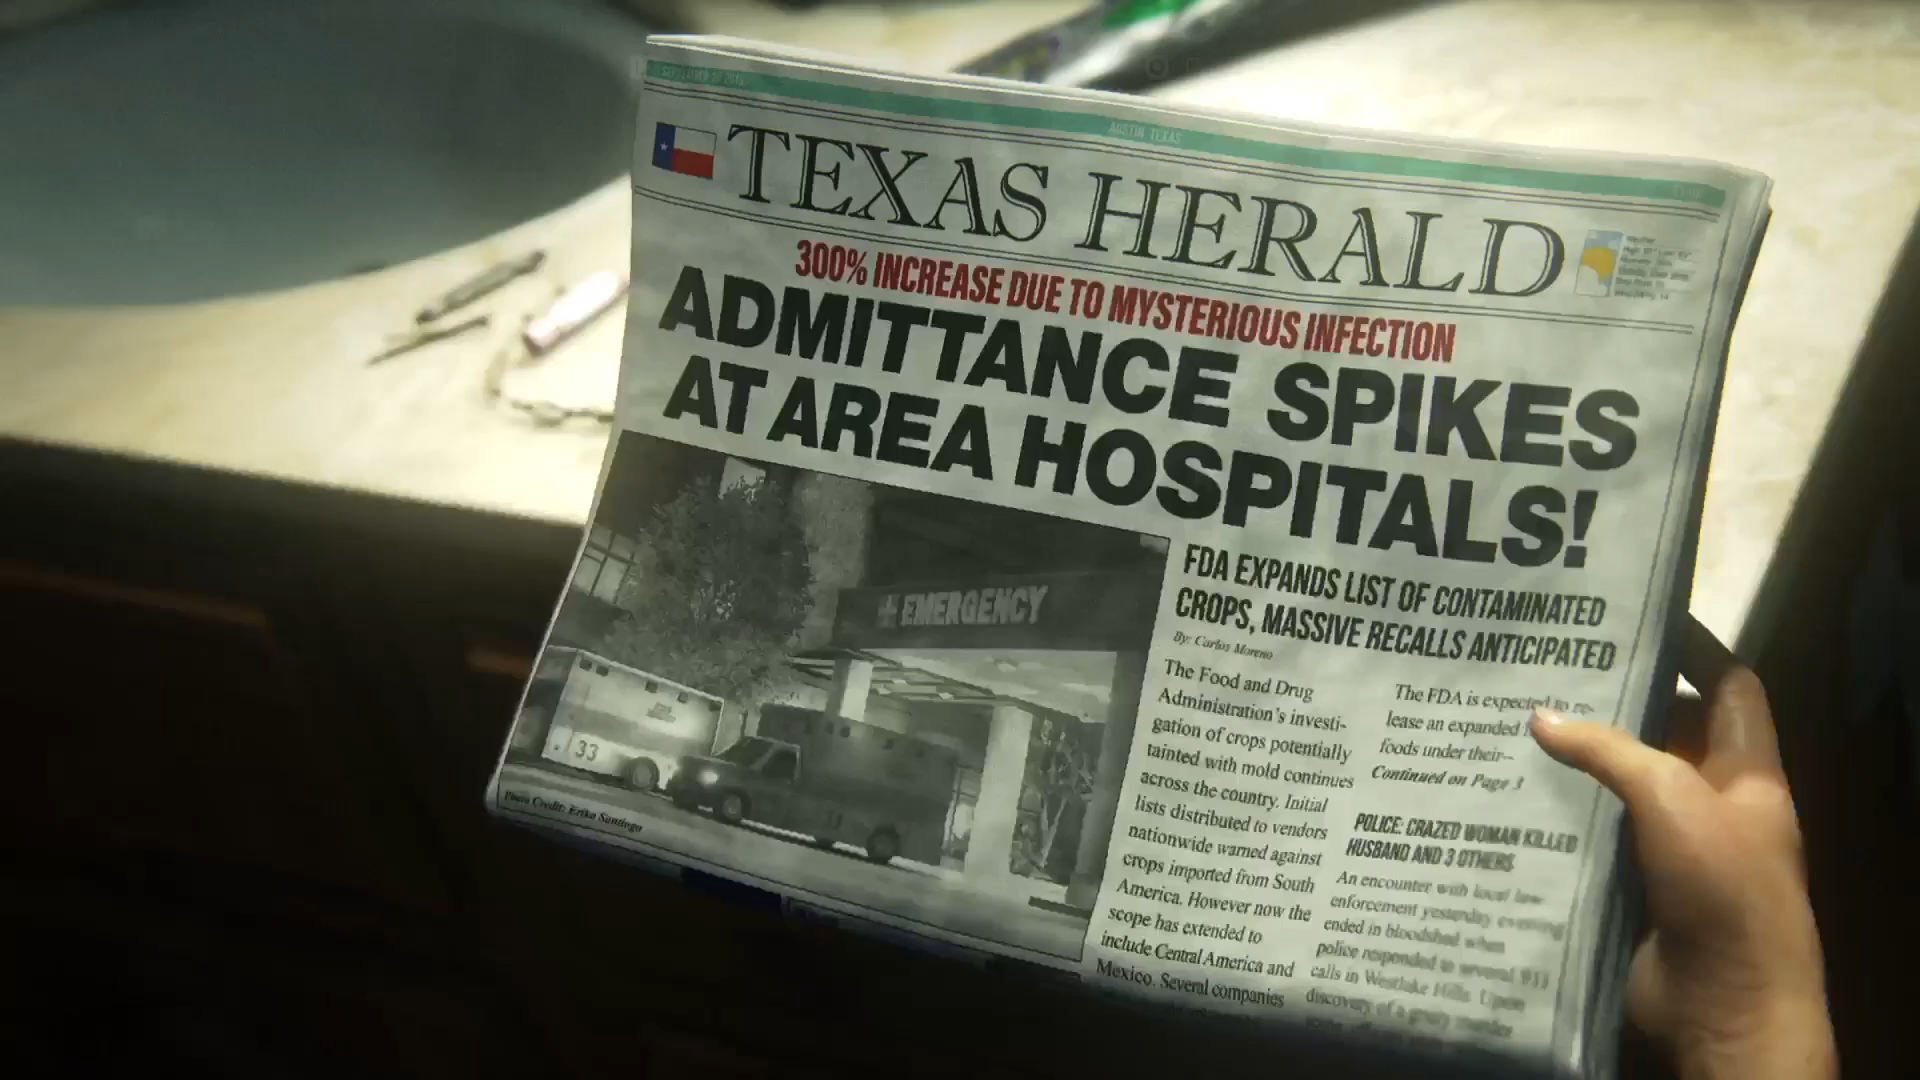 AUSTIN TEXAS
TEXAS HERALD
300% INCREASE DUE TO MYSTERIOUS INFECTION
ADMITTANCE SPIKES
AT AREA HOSPITALS!
EMERGENCY
33
Photo Credit: Erika Santiago
FDA EXPANDS LIST OF CONTAMINATED
CROPS, MASSIVE RECALLS ANTICIPATED
By: Carlos Moreno
The Food and Drug
Administration's investi-
gation of crops potentially
tainted with mold continues
across the country. Initial
lists distributed to vendors
nationwide warned against
crops imported from South
America. However now the
scope has extended to
include Central America and
Mexico. Several companies
The FDA is expected to re-
lease an expanded
foods under their--
Continued on Page 3
POLICE: CRAZED WOMAN KILLED
HUSBAND AND 3 OTHERS
An encounter with local law
enforcement yesterday evening
ended in bloodshed when
police responded to several 911
calls in Westlake Hills. Upon
discovery of a